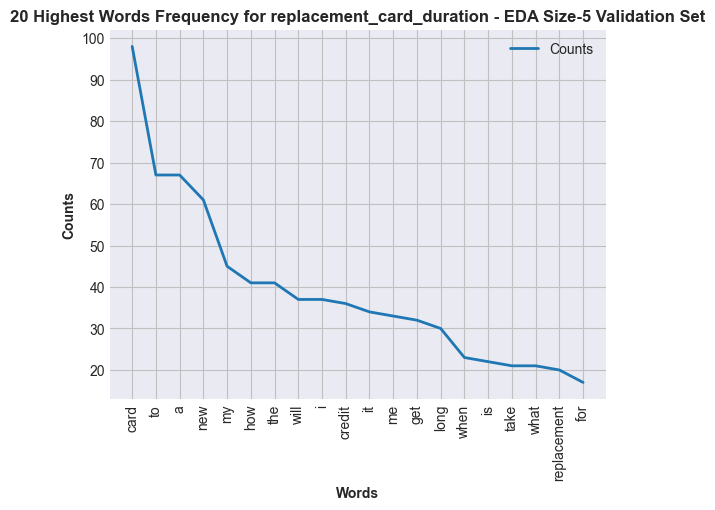 20 Highest Words Frequency for replacement_card_duration - EDA Size-5 Validation Set
Counts
100
90
80
70
60
50
40
30
20
Counts
card
to
a
new
my
how
the
will
i
credit
it
me
get
long
when
is
take
what
replacement
for
Words